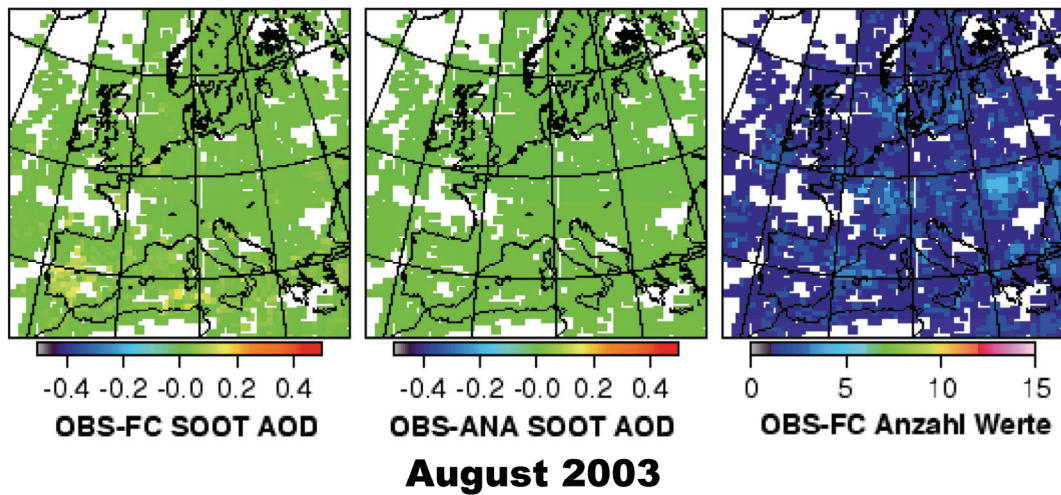 -0.4 -0.2 -0.0 0.2 0.4
OBS-FC SOOT AOD
-0.4 -0.2 -0.0 0.2 0.4
OBS-ANA SOOT AOD
0 5 10 15
OBS-FC Anzahl Werte
August 2003